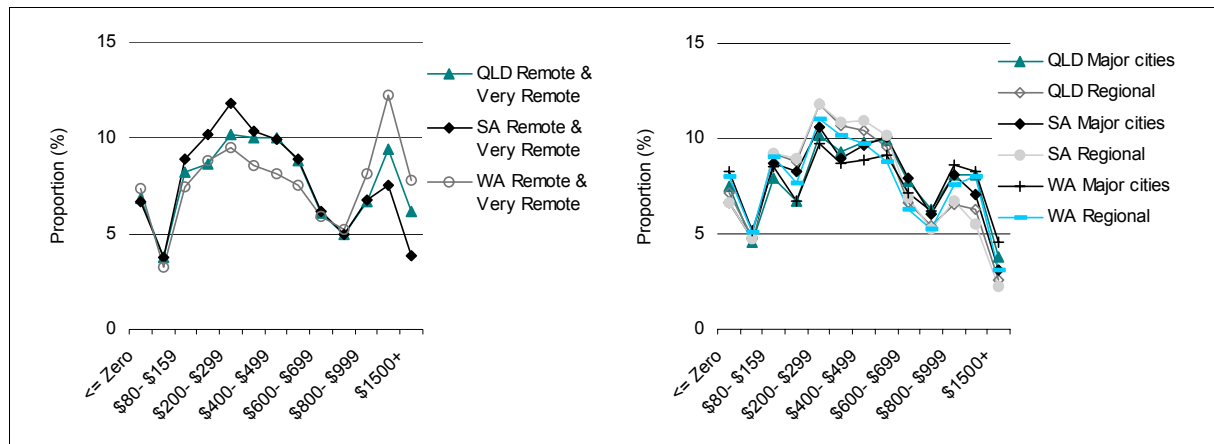 15
10
5
0
Proportion (%)
<= Zero
$80- $159
$200- $299
$400- $499
$600- $699
$800- $999
$1500+
QLD Remote &
Very Remote
SA Remote &
Very Remote
WA Remote &
Very Remote
15
10
5
0
Proportion (%)
<= Zero
$80- $159
$200- $299
$400- $499
$600- $699
$800- $999
$1500+
QLD Major cities
QLD Regional
SA Major cities
SA Regional
WA Major cities
WA Regional